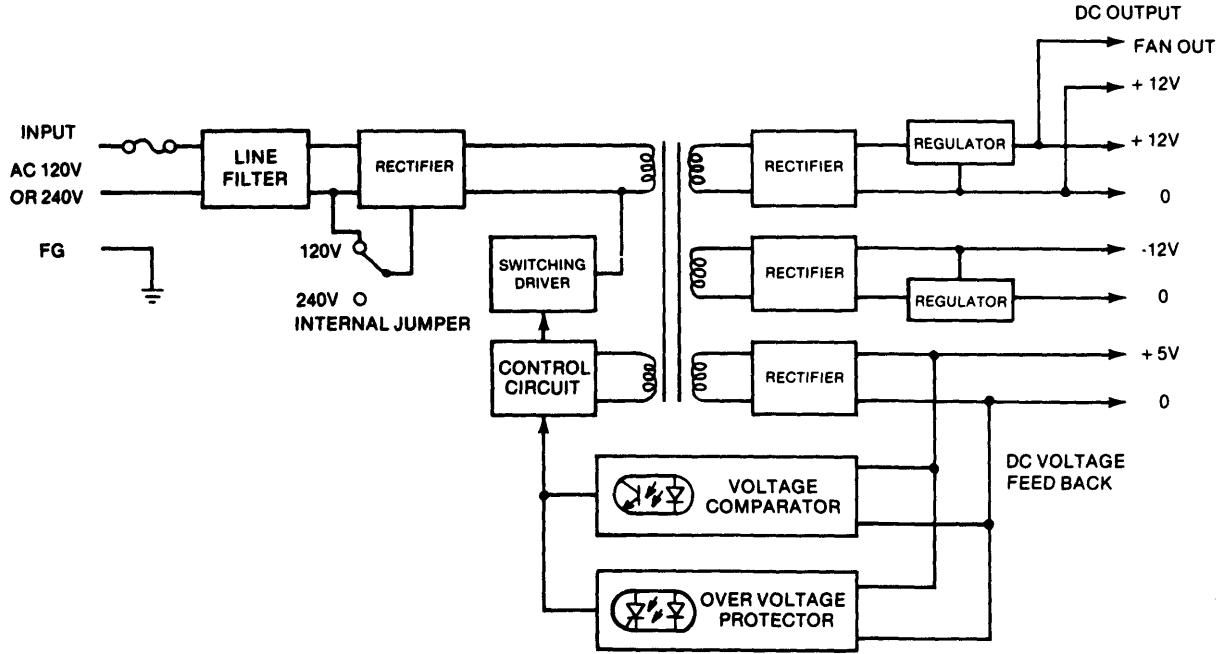 DC OUTPUT
FAN OUT
+ 12V
INPUT
AC 120V
OR 240V
LINE
FILTER
RECTIFIER
RECTIFIER
REGULATOR
+ 12V
0
FG
120V
240V
INTERNAL JUMPER
SWITCHING
DRIVER
RECTIFIER
REGULATOR
-12V
0
CONTROL
CIRCUIT
RECTIFIER
+ 5V
0
DC VOLTAGE
FEED BACK
VOLTAGE
COMPARATOR
OVER VOLTAGE
PROTECTOR